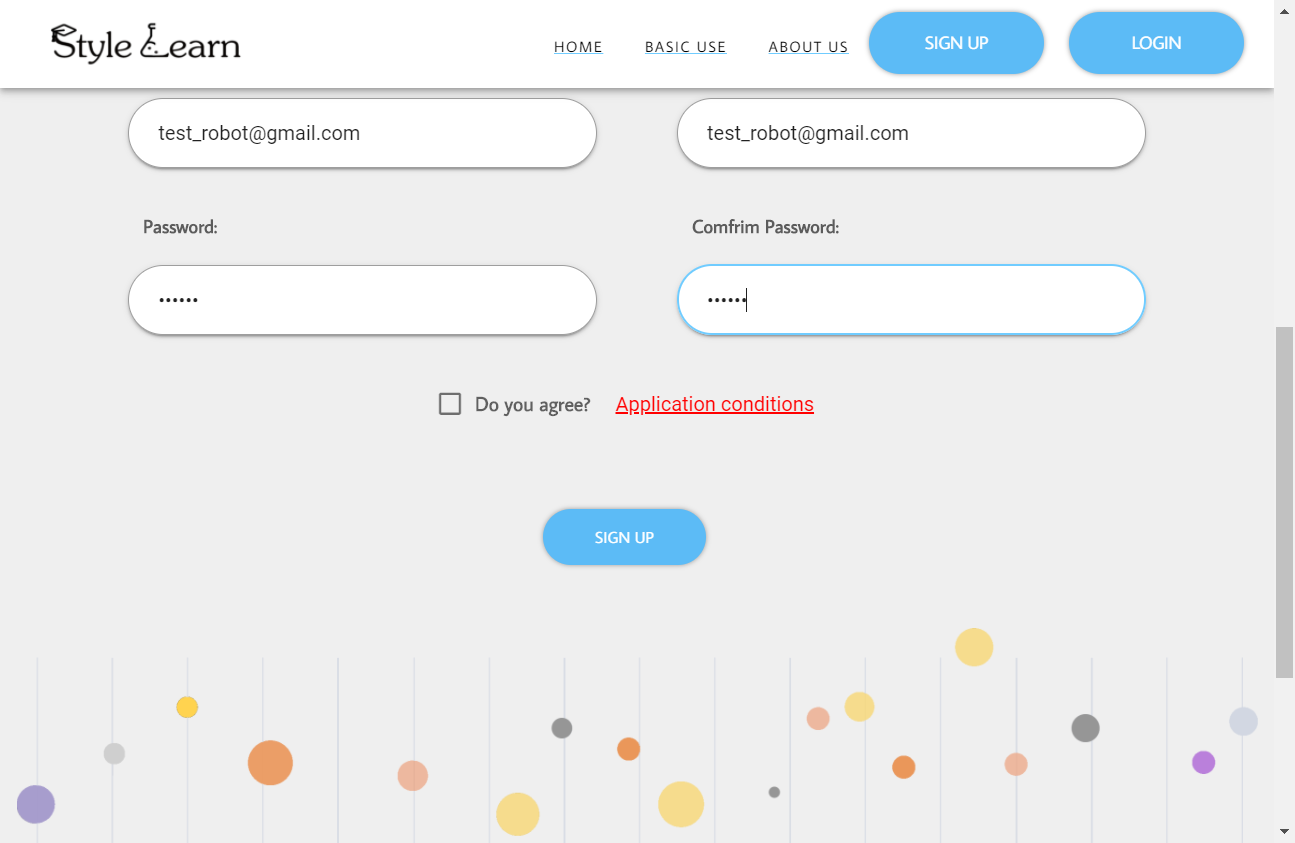 Style Learn
HOME BASIC USE ABOUT US SIGN UP LOGIN
test_robot@gmail.com test_robot@gmail.com
Password: Comfrim Password:
•••••• ••••••
Do you agree? Application conditions
SIGN UP